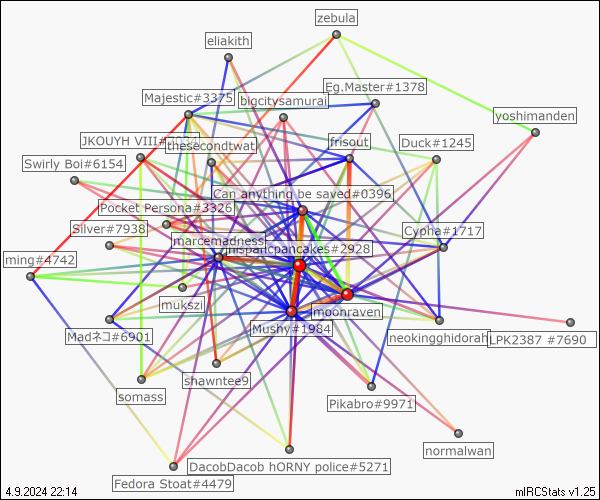 zebula
eliakith
Eg.Master#1378
Majestic#3375
bigcitysamurai
yoshimanden
JKOUYH VIII#
thesecondtwat
frisout
Duck#1245
Swirly Boi#6154
Can anything be saved#0396
Pocket Persona#3326
Silver#7938
Cypha#1717
marcemadness
hispanicpancakes#2928
ming#4742
mukszi
moonraven
Madネコ#6901
Mushy#1984
neokingghidorah
LPK2387 #7690
shawntee9
somass
Pikabro#9971
normalwan
DacobDacob hORNY police#5271
Fedora Stoat#4479
4.9.2024 22:14
mIRCStats v1.25